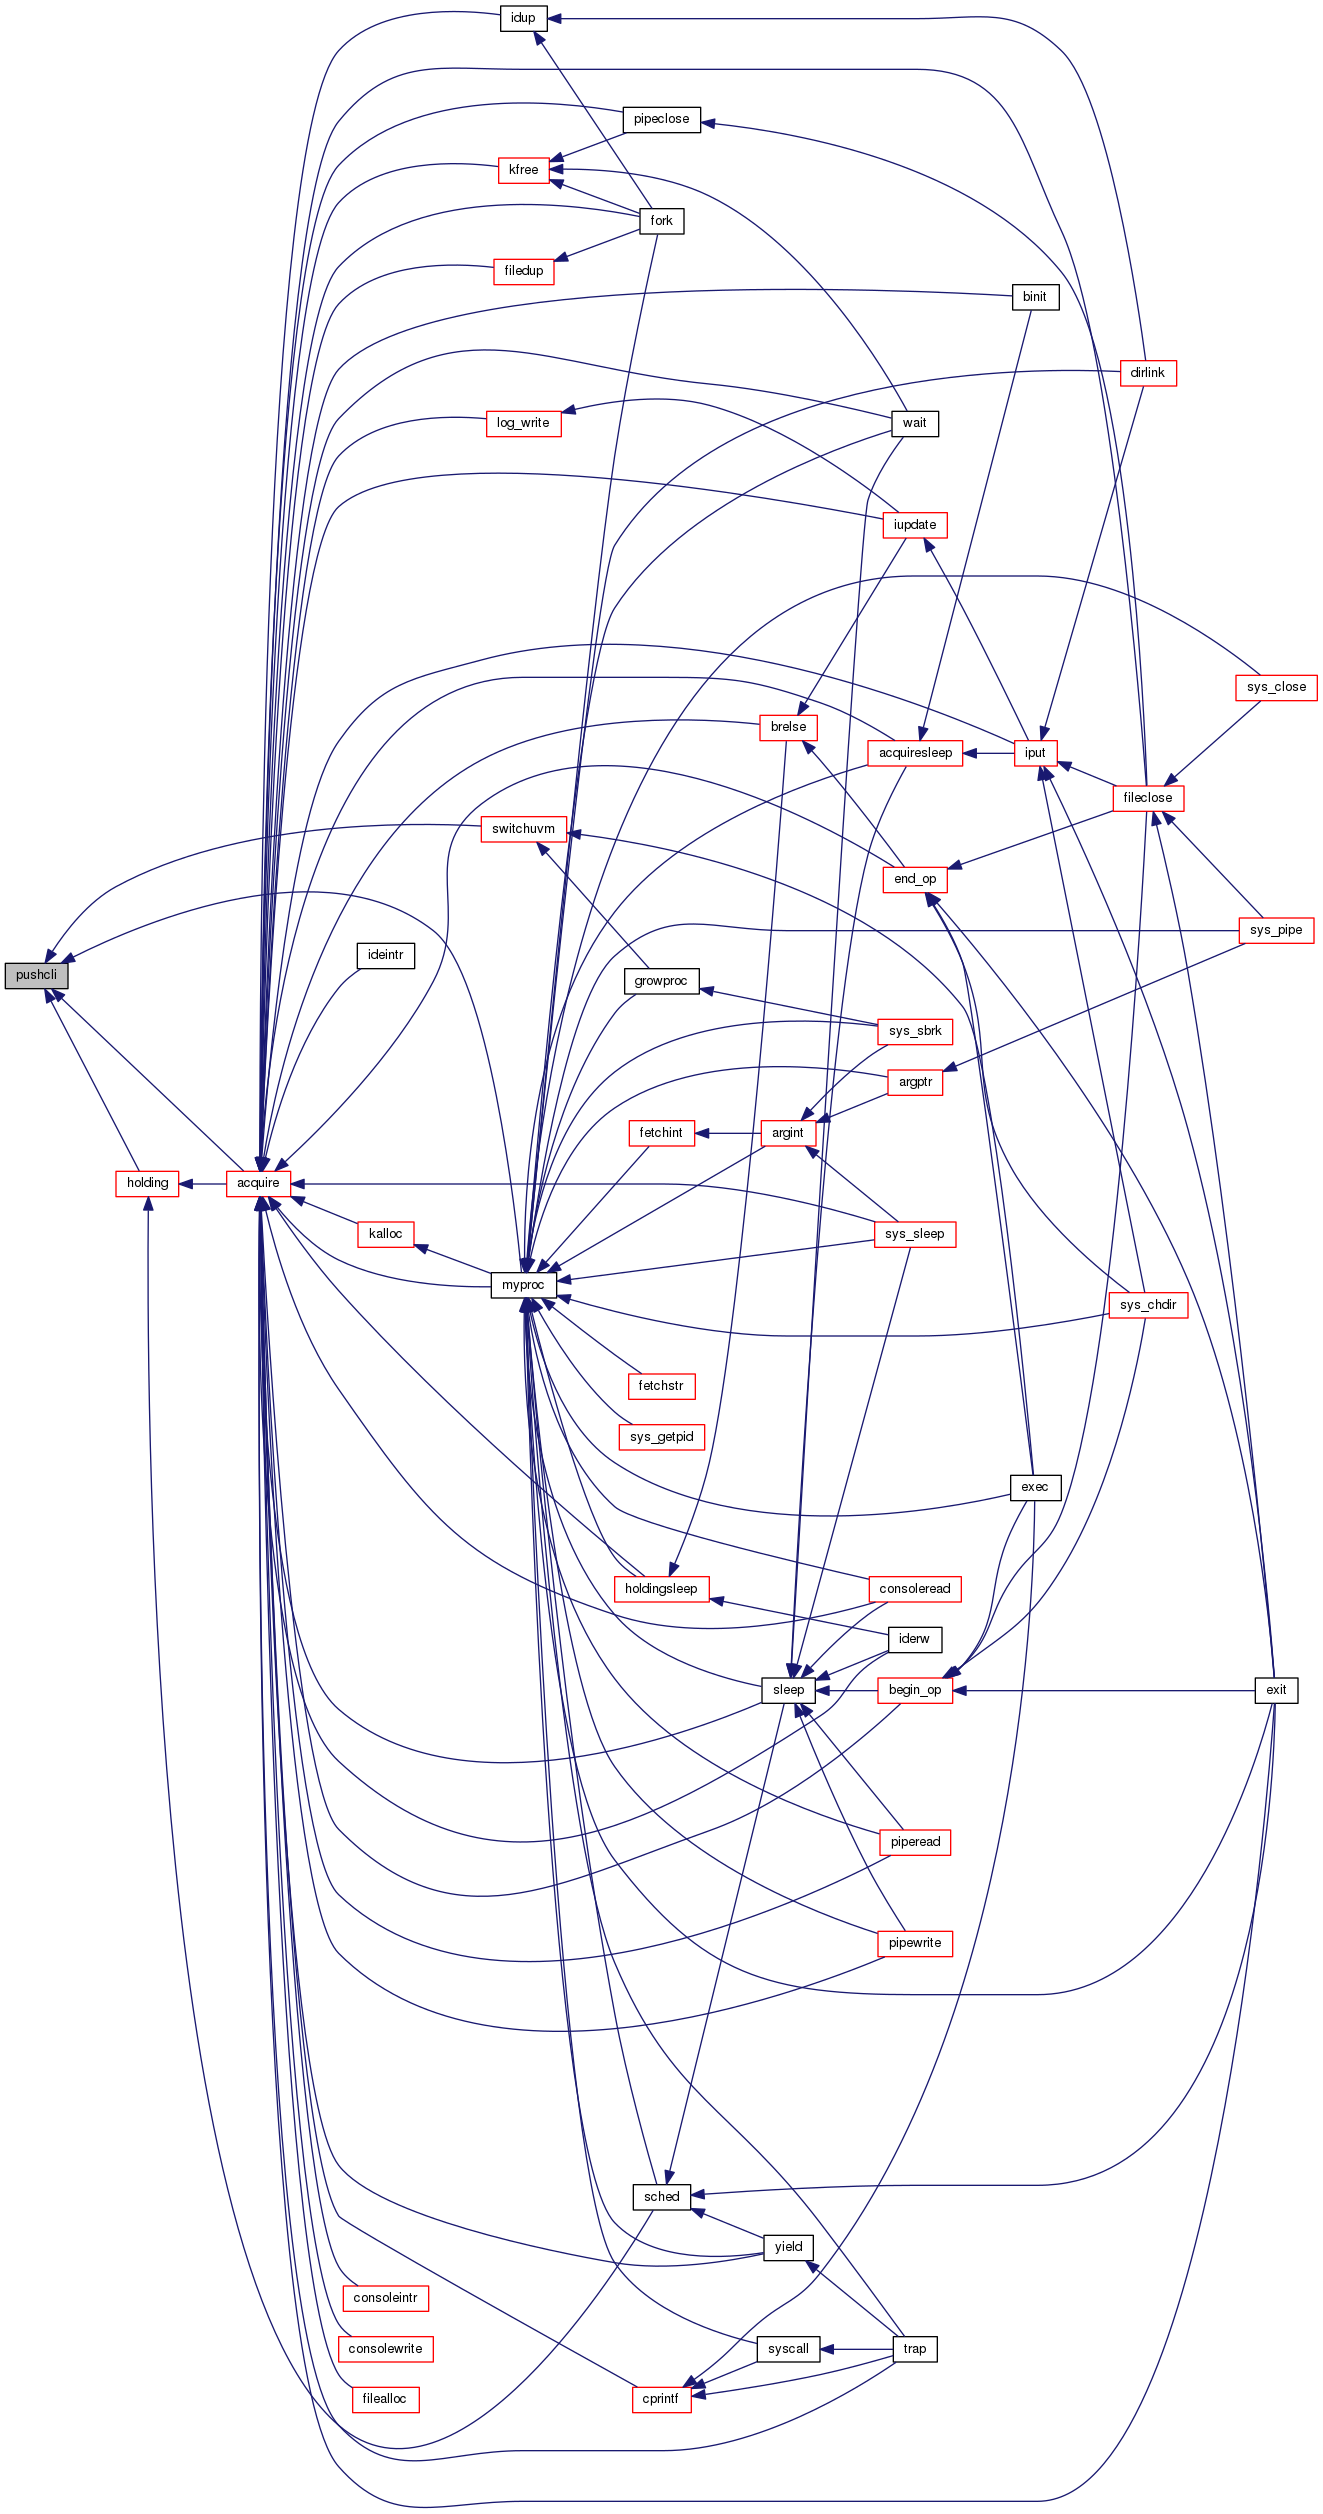 idup
pipeclose
kfree
fork
filedup
binit
dirlink
wait
log_write
iupdate
sys_close
brelse
acquiresleep
iput
fileclose
switchuvm
end_op
sys_pipe
ideintr
pushcli
growproc
sys_sbrk
argptr
fetchint
argint
holding
acquire
kalloc
sys_sleep
myproc
sys_chdir
fetchstr
sys_getpid
exec
holdingsleep
consoleread
iderw
sleep
begin_op
exit
piperead
pipewrite
sched
yield
consoleintr
consolewrite
syscall
trap
filealloc
cprintf